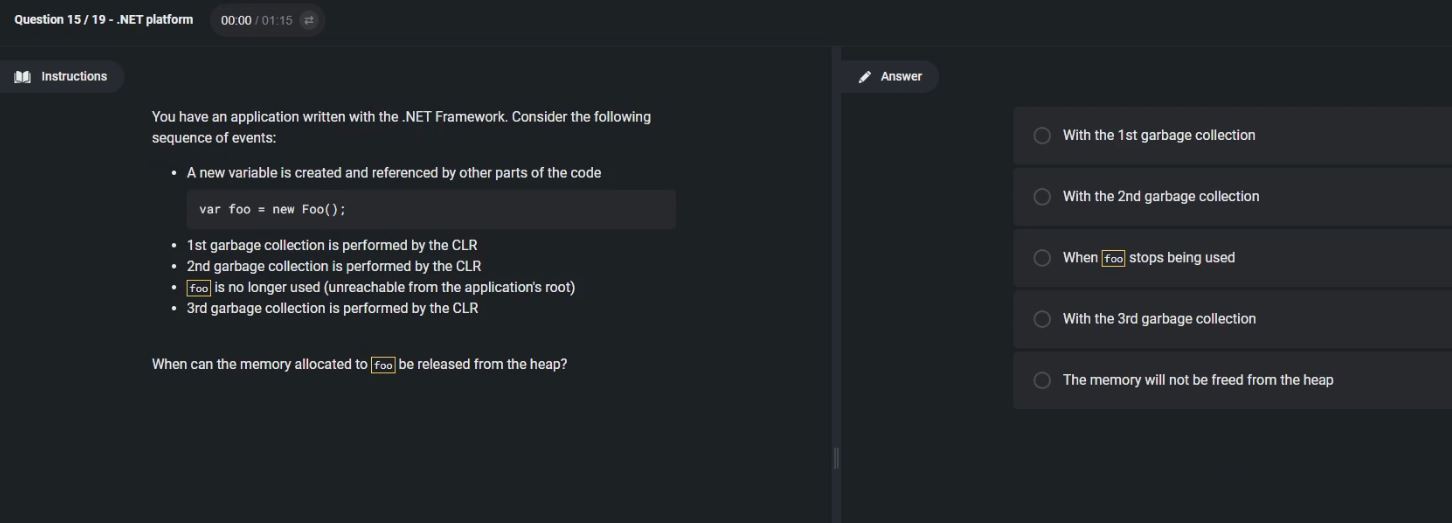 Question 15 / 19 - .NET platform
00:00 / 01:15
Instructions
You have an application written with the .NET Framework. Consider the following
sequence of events:
• A new variable is created and referenced by other parts of the code
var foo = new Foo();
• 1st garbage collection is performed by the CLR
• 2nd garbage collection is performed by the CLR
• foo is no longer used (unreachable from the application's root)
• 3rd garbage collection is performed by the CLR
When can the memory allocated to foo be released from the heap?
Answer
With the 1st garbage collection
With the 2nd garbage collection
When foo stops being used
With the 3rd garbage collection
The memory will not be freed from the heap